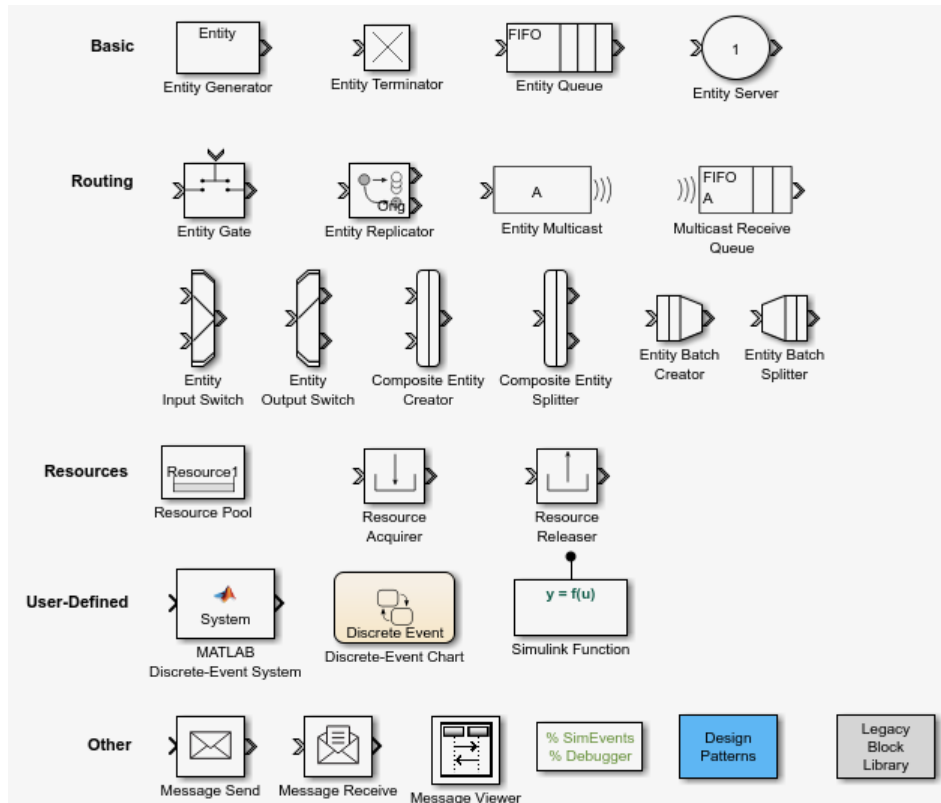 Basic
Entity
Entity Generator
Entity Terminator
FIFO
Entity Queue
1
Entity Server
Routing
Entity Gate
Orig
Entity Replicator
A
Entity Multicast
FIFO
A
Multicast Receive
Queue
Entity
Input Switch
Entity
Output Switch
Composite Entity
Creator
Composite Entity
Splitter
Entity Batch
Creator
Entity Batch
Splitter
Resources
Resource1
Resource Pool
Resource
Acquirer
Resource
Releaser
User-Defined
System
MATLAB
Discrete-Event System
Discrete Event
Discrete-Event Chart
y = f(u)
Simulink Function
Other
Message Send
Message Receive
Message Viewer
% SimEvents
% Debugger
Design
Patterns
Legacy
Block
Library